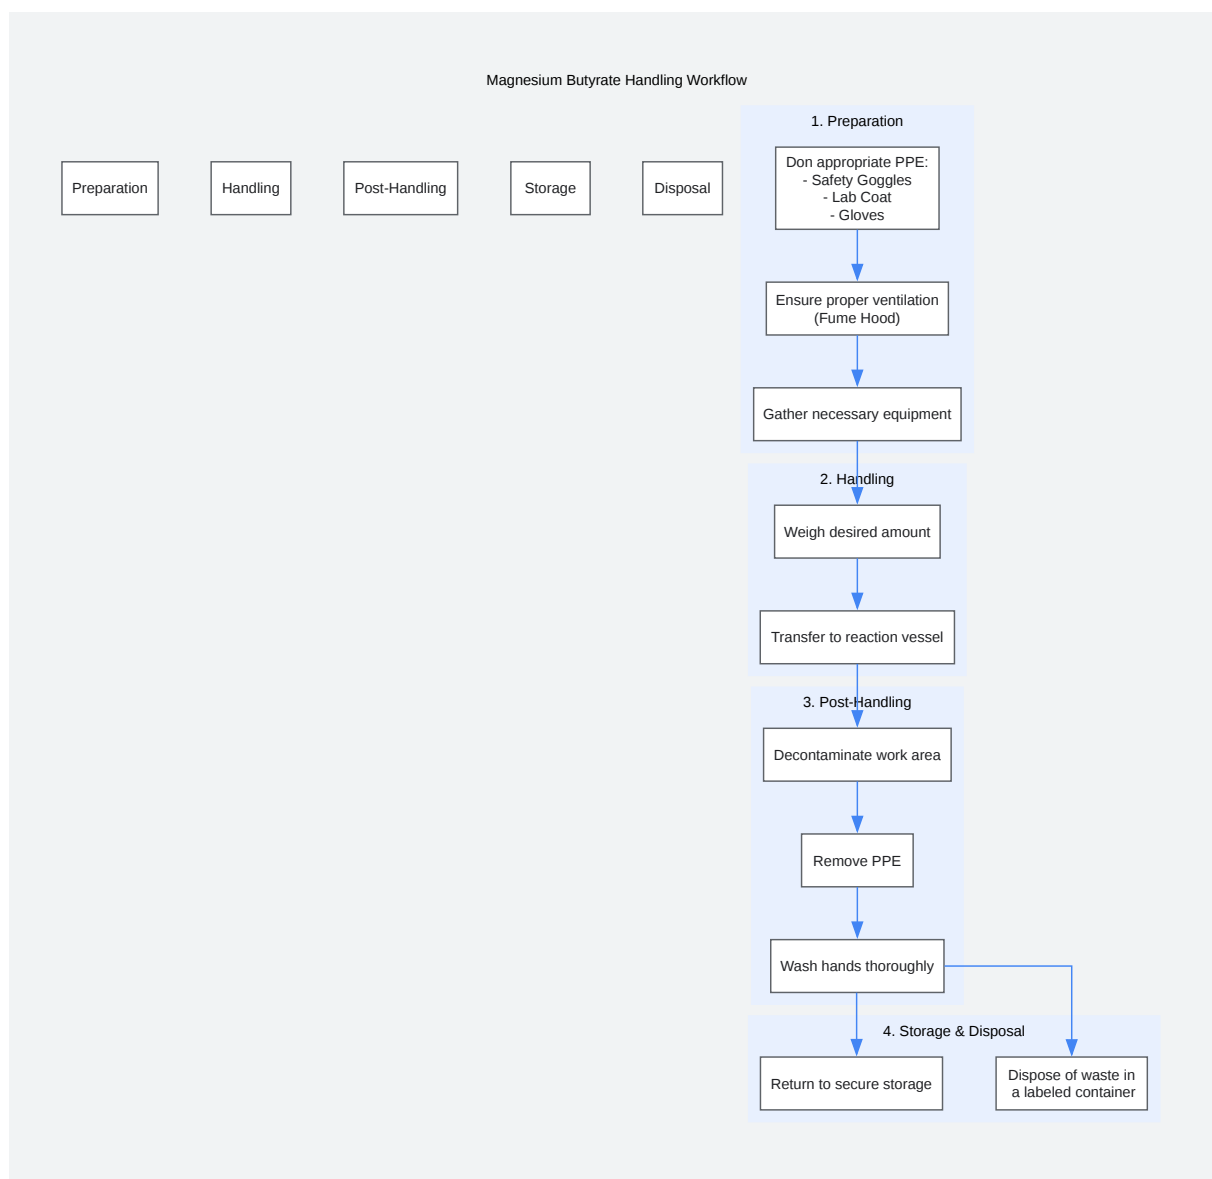 Magnesium Butyrate Handling Workflow
Preparation
Handling
Post-Handling
Storage
Disposal
1. Preparation
Don appropriate PPE:
- Safety Goggles
- Lab Coat
- Gloves
Ensure proper ventilation
(Fume Hood)
Gather necessary equipment
2. Handling
Weigh desired amount
Transfer to reaction vessel
3. Post-Handling
Decontaminate work area
Remove PPE
Wash hands thoroughly
4. Storage & Disposal
Return to secure storage
Dispose of waste in
a labeled container